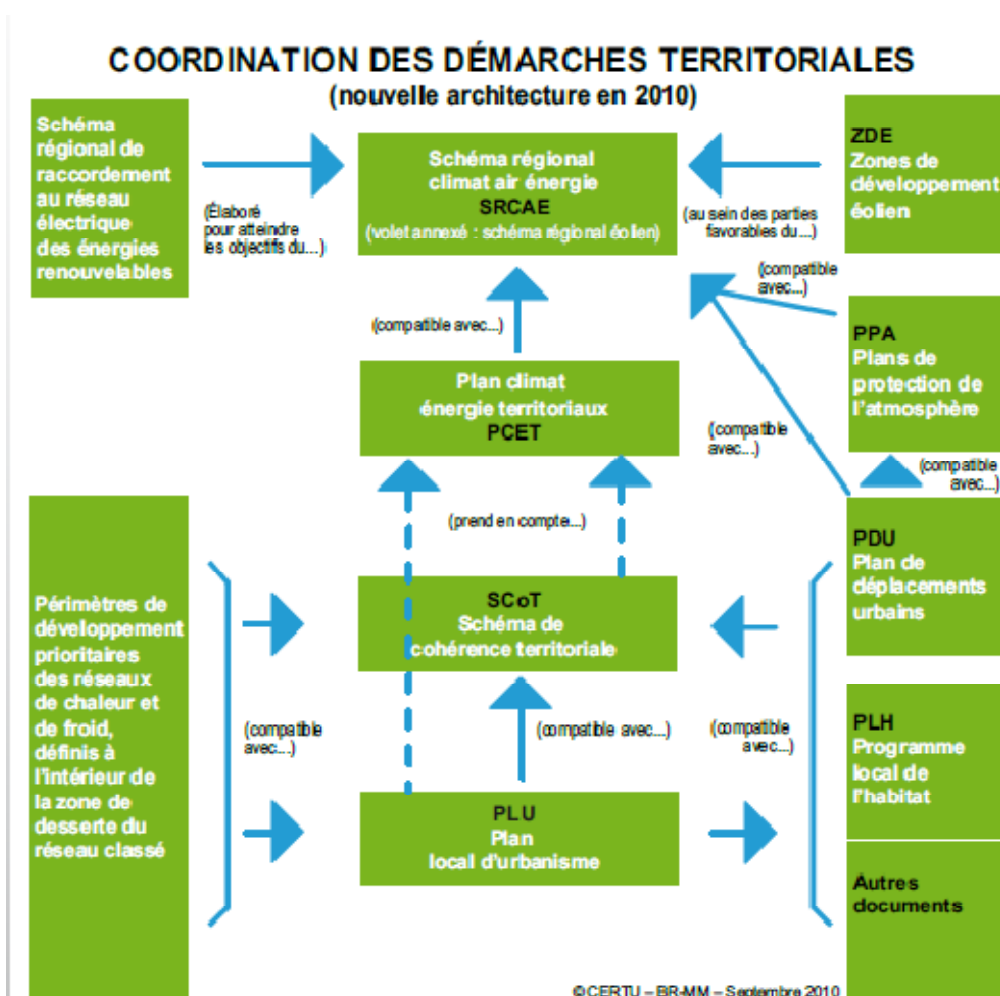 COORDINATION DES DÉMARCHES TERRITORIALES
(nouvelle architecture en 2010)
Schéma
régional de
raccordement
au réseau
électrique
des énergies
renouvelables
(Élaboré
pour atteindre
les objectifs du...)
Schéma régional
climat air énergie
SRCAE
(volet annexé : schéma régional éolien)
(au sein des parties
favorables du...)
ZDE
Zones de
développement
éolien
(compatible
avec...)
(compatible avec...)
PPA
Plans de
protection de
l'atmosphère
Plan climat
énergie territoriaux
PCET
(compatible
avec...)
(compatible
avec...)
(prend en compte...)
PDU
Plan de
déplacements
urbains
Périmètres de
développement
prioritaires
des réseaux
de chaleur et
de froid,
définis à
l'intérieur de
la zone de
desserte du
réseau classé
SCoT
Schéma de
cohérence territoriale
(compatible
avec...)
(compatible avec...)
(compatible
avec...)
PLH
Programme
local de
l'habitat
PLU
Plan
local d'urbanisme
Autres
documents
©CERTU – BR-MM – Septembre 2010